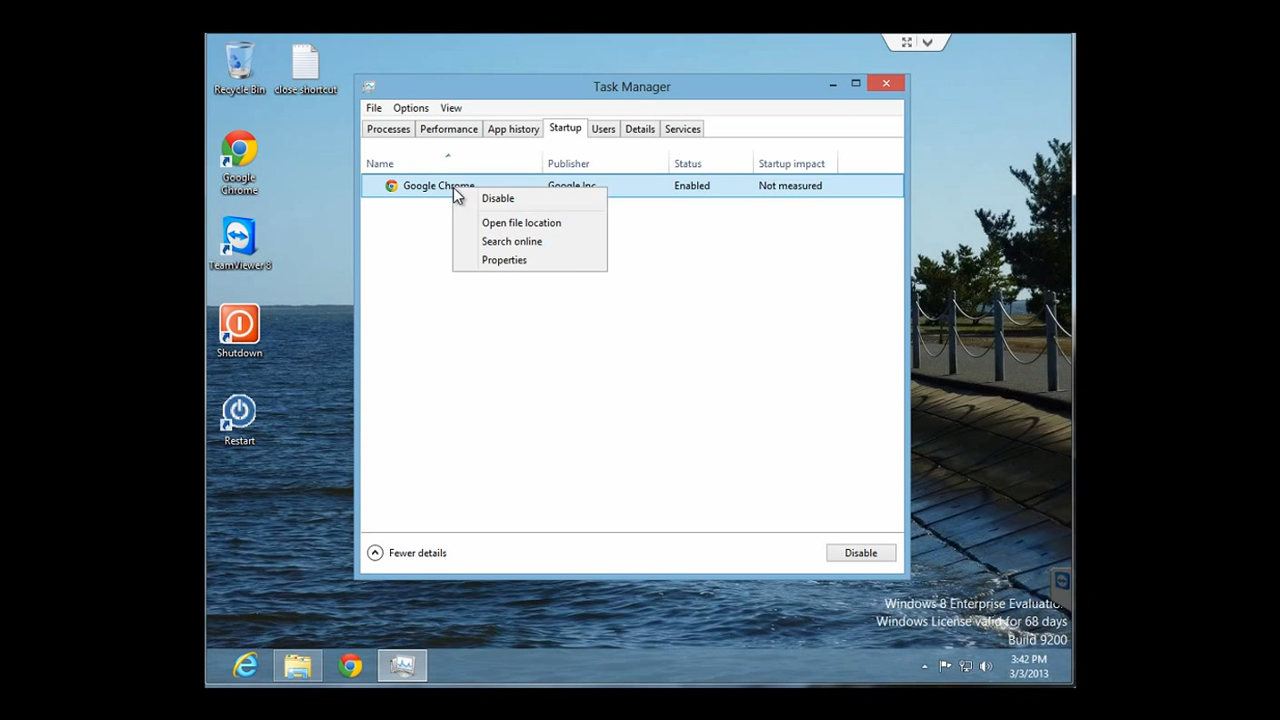 Recycle Bin
close shortcut
Google
Chrome
TeamViewer 8
Shutdown
Restart
Task Manager
File Options View
Processes Performance App history Startup Users Details Services
Name Publisher Status Startup impact
Google Chrome Google Inc Enabled Not measured
Disable
Open file location
Search online
Properties
Fewer details
Disable
Windows 8 Enterprise Evaluatio
Windows License valid for 68 days
Build 9200
3:42 PM
3/3/2013